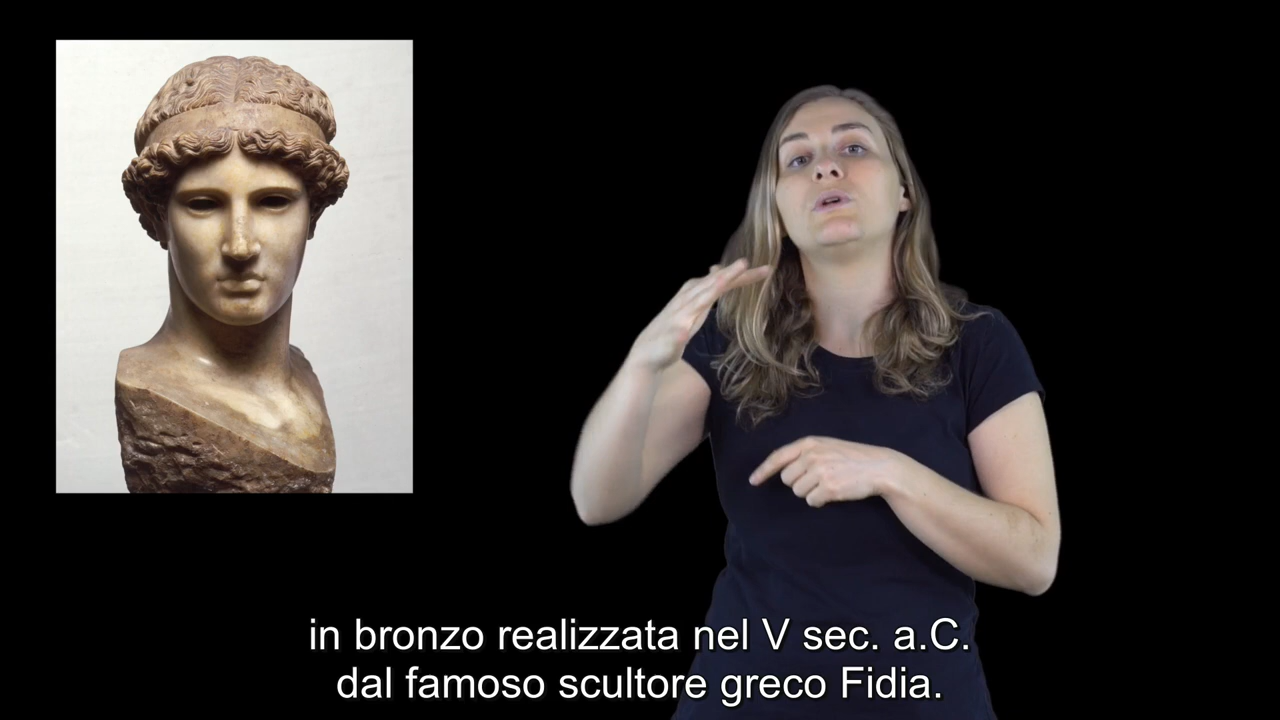 in bronzo realizzata nel V sec. a.C.
dal famoso scultore greco Fidia.